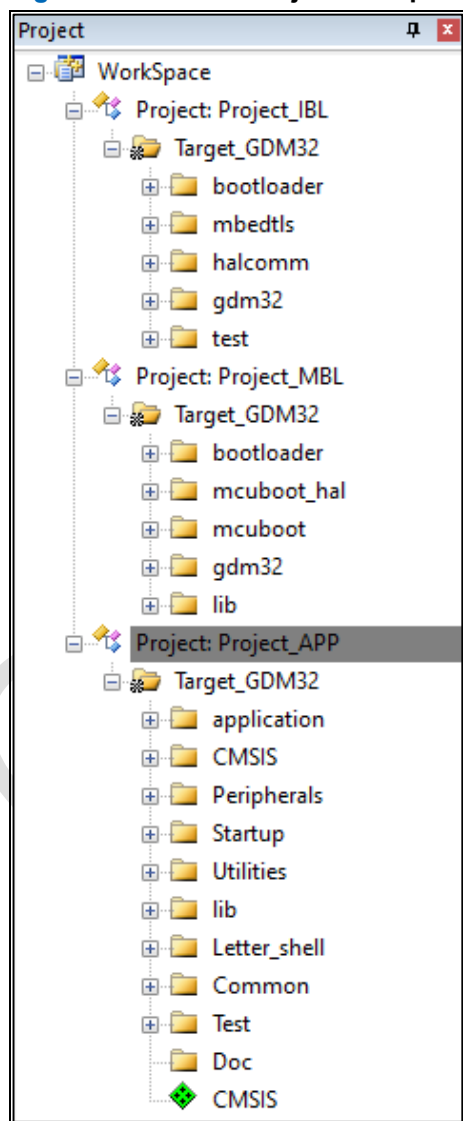 Project
WorkSpace
Project: Project_IBL
Target_GDM32
bootloader
mbedtls
halcomm
gdm32
test
Project: Project_MBL
Target_GDM32
bootloader
mcuboot_hal
mcuboot
gdm32
lib
Project: Project_APP
Target_GDM32
application
CMSIS
Peripherals
Startup
Utilities
lib
Letter_shell
Common
Test
Doc
CMSIS